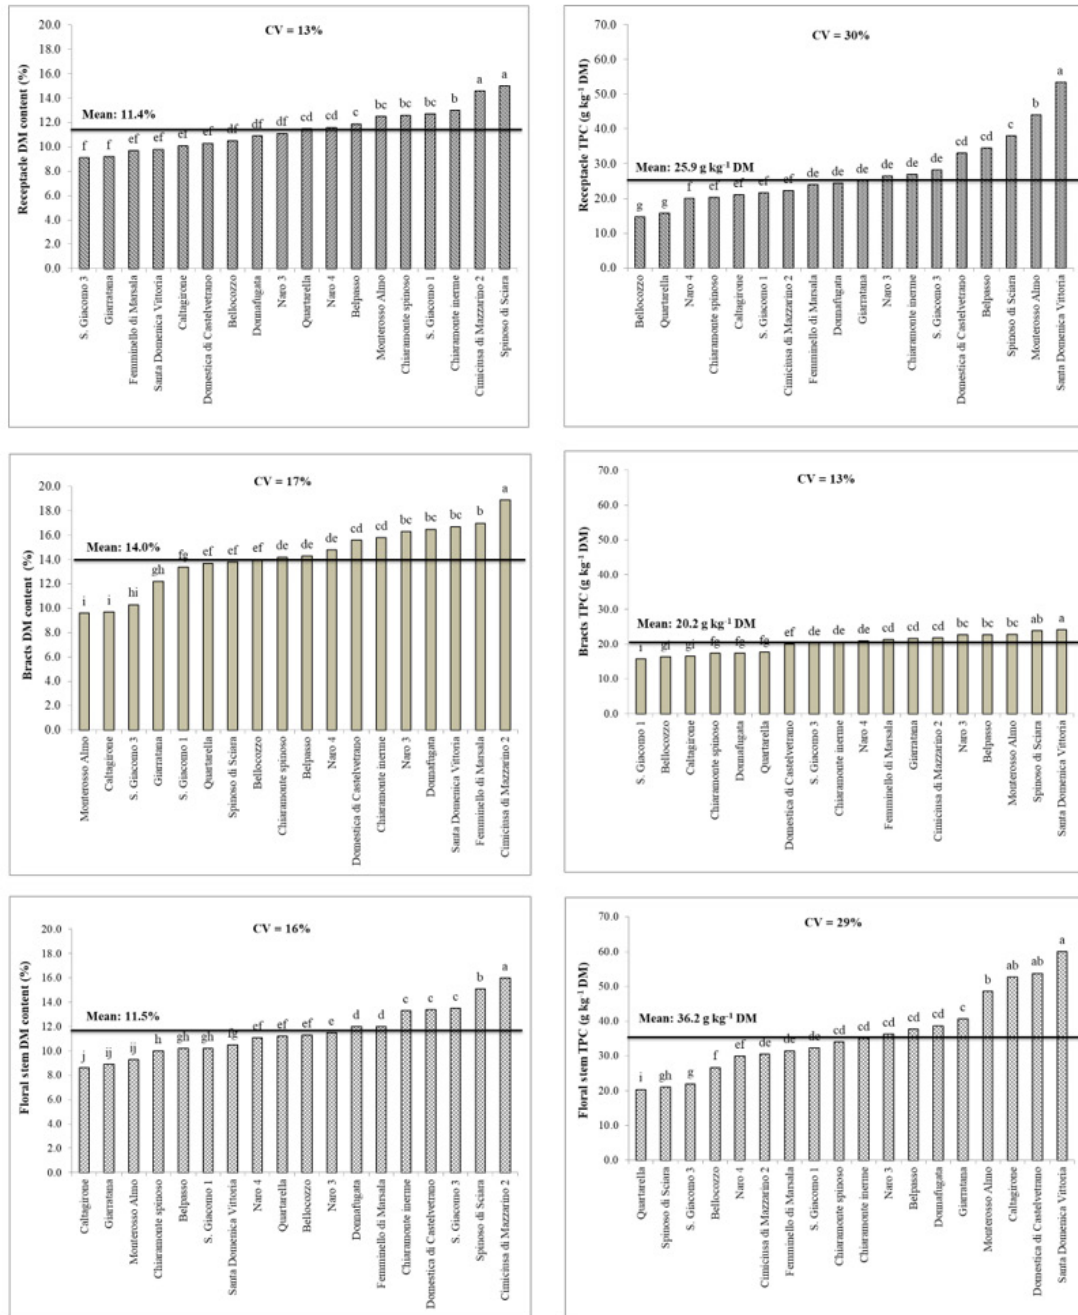 CV = 13%
Receptacle DM content (%)
20.0
18.0
16.0
14.0
12.0
10.0
8.0
6.0
4.0
2.0
0.0
Mean: 11.4%
f f ef ef ef ef df df df cd cd c bc bc bc b a a
S. Giacomo 3
Giarratana
Femminello di Marsala
Santa Domenica Vittoria
Caltagirone
Domestica di Castelvetrano
Bellocozzo
Donnafugata
Naro 3
Quartarella
Naro 4
Belpasso
Monterosso Almo
Chiaramonte spinoso
S. Giacomo 1
Chiaramonte inerme
Cimiciusa di Mazzarino 2
Spinoso di Sciara
CV = 30%
Receptacle TPC (g kg-1 DM)
70.0
60.0
50.0
40.0
30.0
20.0
10.0
0.0
Mean: 25.9 g kg-1 DM
g g f ef ef ef ef de de de de de de cd cd c b a
Bellocozzo
Quartarella
Naro 4
Chiaramonte spinoso
Caltagirone
S. Giacomo 1
Cimiciusa di Mazzarino 2
Femminello di Marsala
Donnafugata
Giarratana
Naro 3
Chiaramonte inerme
S. Giacomo 3
Domestica di Castelvetrano
Belpasso
Spinoso di Sciara
Monterosso Almo
Santa Domenica Vittoria
CV = 17%
Bracts DM content (%)
20.0
18.0
16.0
14.0
12.0
10.0
8.0
6.0
4.0
2.0
0.0
Mean: 14.0%
i i hi gh fg ef ef ef de de de cd cd bc bc bc b a
Monterosso Almo
Caltagirone
S. Giacomo 3
Giarratana
S. Giacomo 1
Quartarella
Spinoso di Sciara
Bellocozzo
Chiaramonte spinoso
Belpasso
Naro 4
Domestica di Castelvetrano
Chiaramonte inerme
Naro 3
Donnafugata
Santa Domenica Vittoria
Femminello di Marsala
Cimiciusa di Mazzarino 2
CV = 13%
Bracts TPC (g kg-1 DM)
70.0
60.0
50.0
40.0
30.0
20.0
10.0
0.0
Mean: 20.2 g kg-1 DM
i gi gi fg fg fg ef de de de cd cd cd bc bc bc ab a
S. Giacomo 1
Bellocozzo
Caltagirone
Chiaramonte spinoso
Donnafugata
Quartarella
Domestica di Castelvetrano
S. Giacomo 3
Chiaramonte inerme
Naro 4
Femminello di Marsala
Giarratana
Cimiciusa di Mazzarino 2
Naro 3
Belpasso
Monterosso Almo
Spinoso di Sciara
Santa Domenica Vittoria
CV = 16%
Floral stem DM content (%)
20.0
18.0
16.0
14.0
12.0
10.0
8.0
6.0
4.0
2.0
0.0
Mean: 11.5%
j ij ij h gh gh fg ef ef ef e d d c c c b a
Caltagirone
Giarratana
Monterosso Almo
Chiaramonte spinoso
Belpasso
S. Giacomo 1
Santa Domenica Vittoria
Naro 4
Quartarella
Bellocozzo
Naro 3
Donnafugata
Femminello di Marsala
Chiaramonte inerme
Domestica di Castelvetrano
S. Giacomo 3
Spinoso di Sciara
Cimiciusa di Mazzarino 2
CV = 29%
Floral stem TPC (g kg-1 DM)
70.0
60.0
50.0
40.0
30.0
20.0
10.0
0.0
Mean: 36.2 g kg-1 DM
i gh g f ef de de de cd cd cd cd cd c b ab ab a
Quartarella
Spinoso di Sciara
S. Giacomo 3
Bellocozzo
Naro 4
Cimiciusa di Mazzarino 2
Femminello di Marsala
S. Giacomo 1
Chiaramonte spinoso
Chiaramonte inerme
Naro 3
Belpasso
Donnafugata
Giarratana
Monterosso Almo
Caltagirone
Domestica di Castelvetrano
Santa Domenica Vittoria